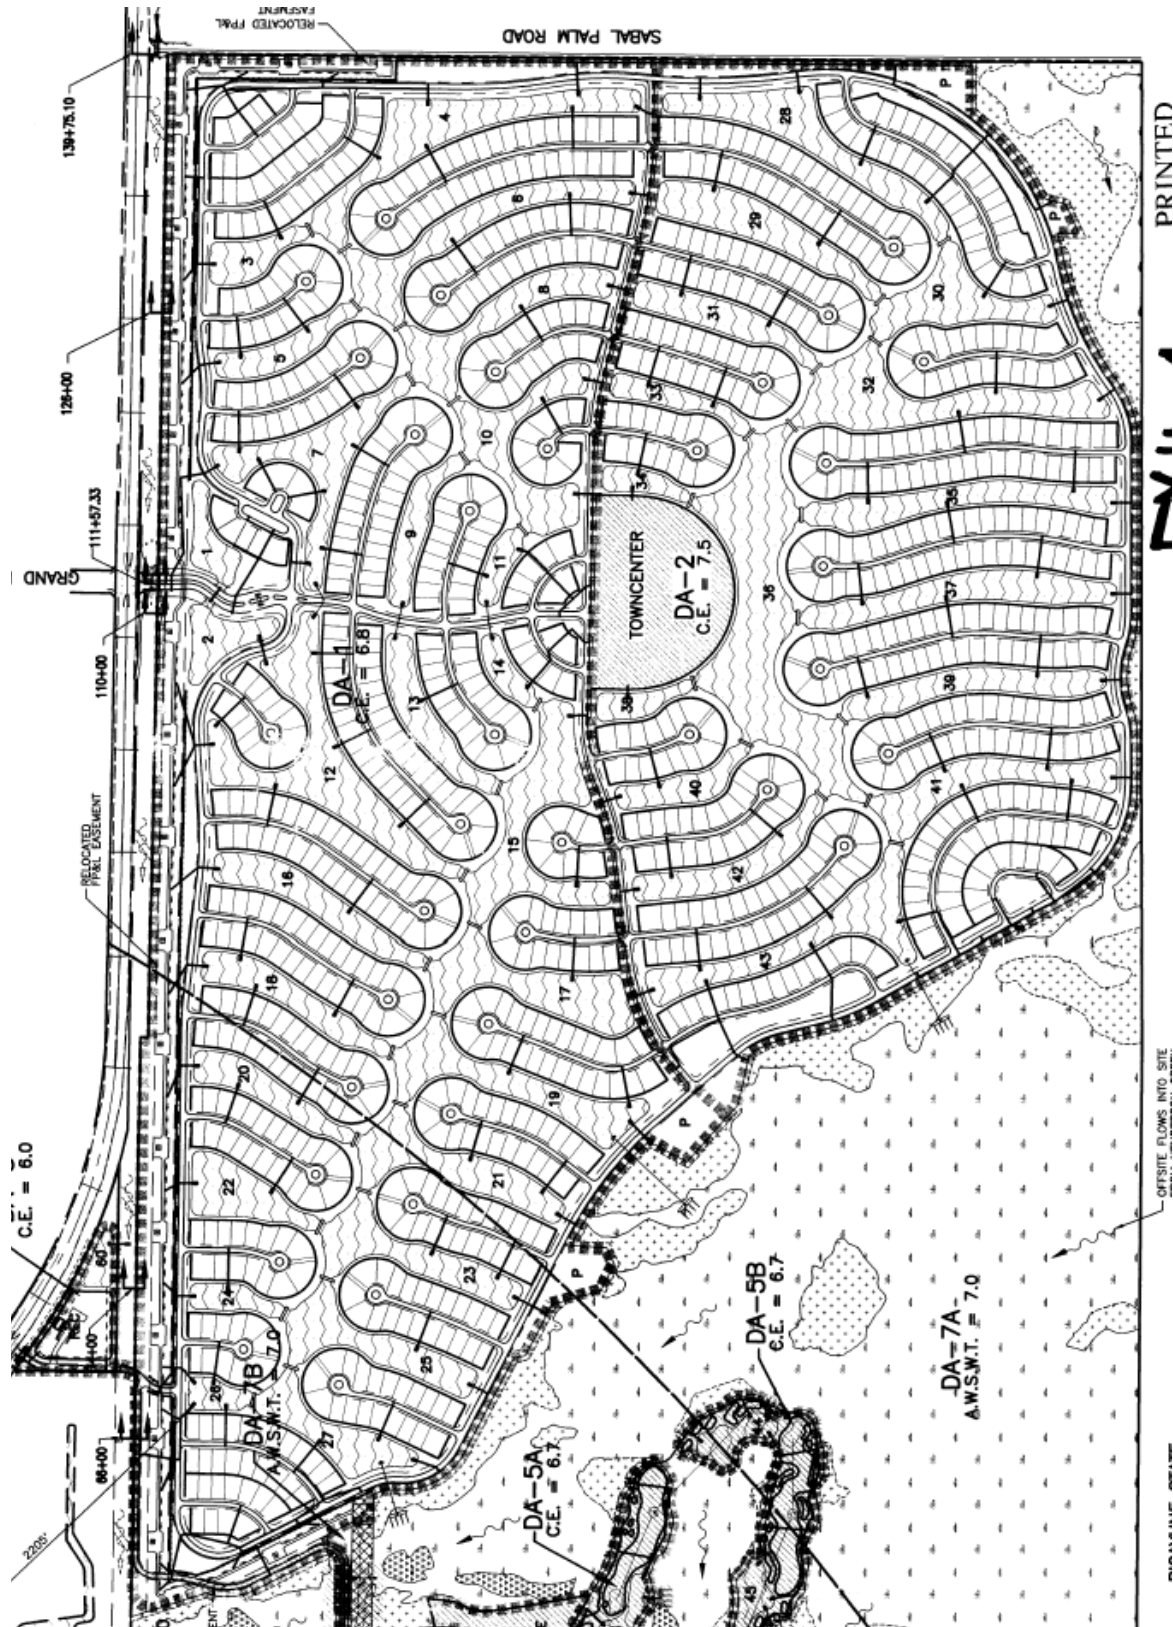 RELOCATED FP&L
EASEMENT
SABAL PALM ROAD
PRINTED
139+75.10
126+00
111+57.33
GRAND
110+00
RELOCATED
FP&L EASEMENT
TOWNCENTER
DA-2
C.E. = 7.5
DA-1
C.E. = 6.8
C.E. = 6.0
REC
60
66+00
2205'
DA-7B
A.W.S.W.T. = 7.0
DA-5A
C.E. = 6.7
DA-5B
C.E. = 6.7
DA-7A
A.W.S.W.T. = 7.0
OFFSITE FLOWS INTO SITE
P
P
P
P
1
2
3
4
5
6
7
8
9
10
11
12
13
14
15
16
17
18
19
20
21
22
23
24
25
26
27
28
29
30
31
32
33
34
35
36
37
38
39
40
41
42
43
45